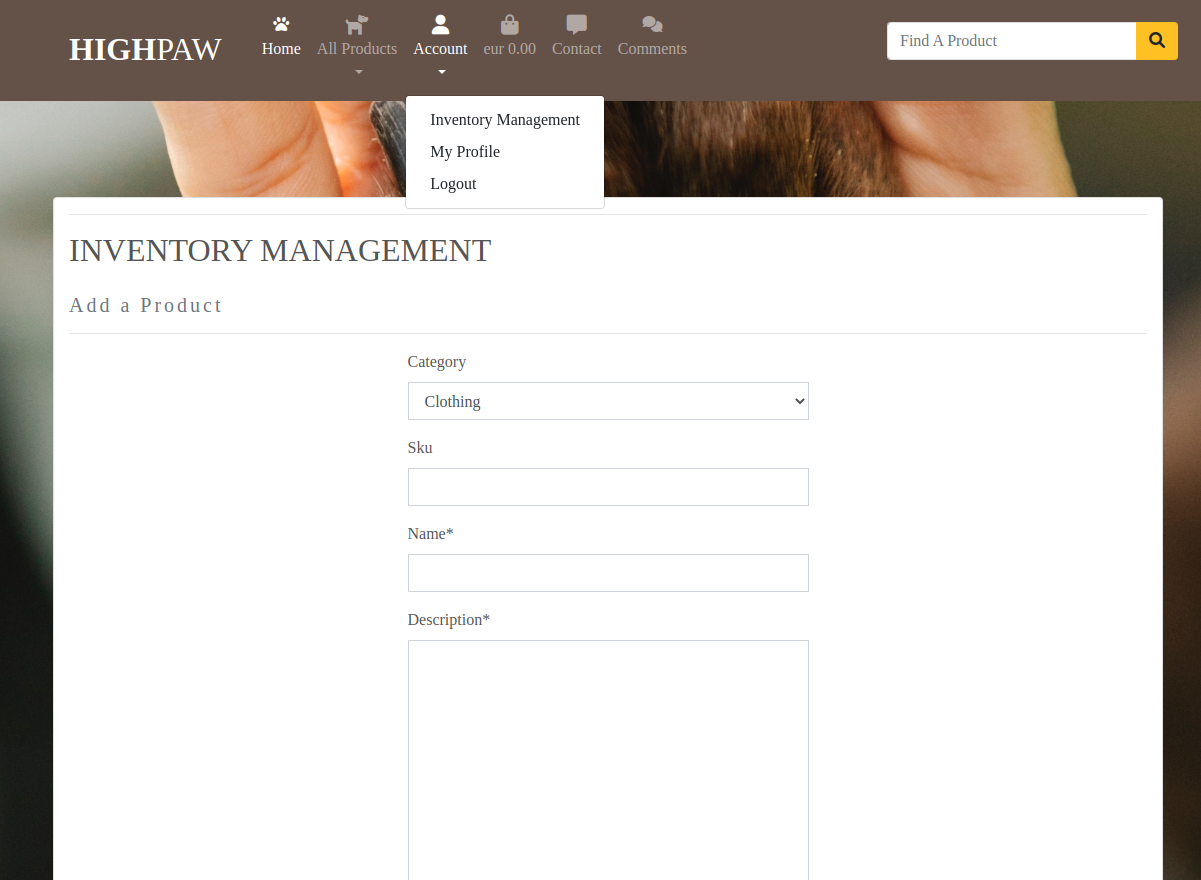 HIGHPAW
Home
All Products
Account
eur 0.00
Contact
Comments
Find A Product
Inventory Management
My Profile
Logout
INVENTORY MANAGEMENT
Add a Product
Category
Clothing
Sku
Name*
Description*